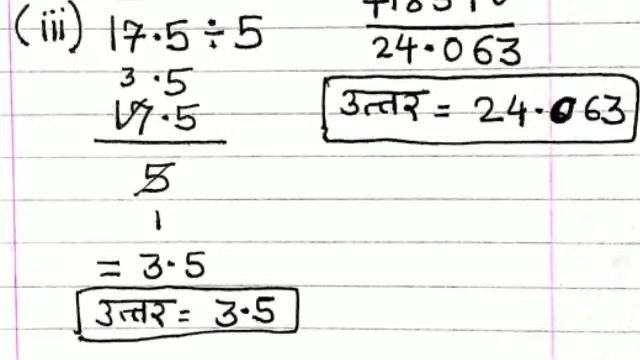 (iii) 17.5 ÷ 5
3.5
17.5
5
1
= 3.5
उत्तर = 3.5
24.063
उत्तर = 24.063